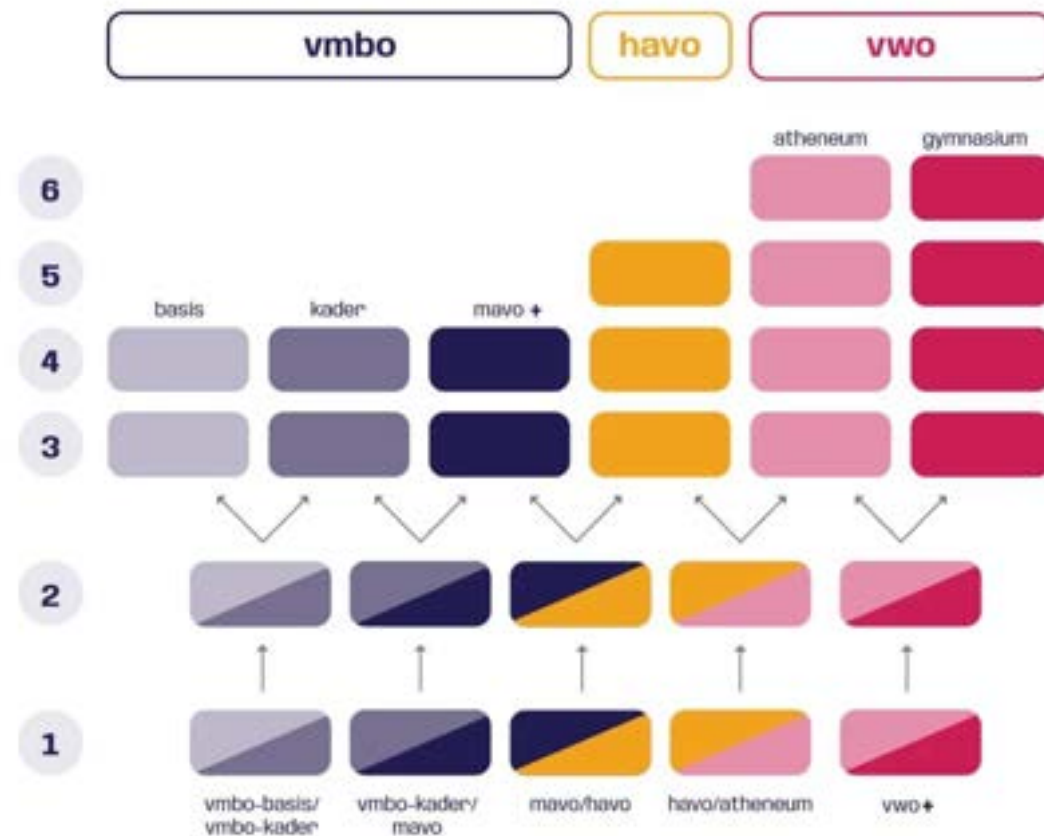 vmbo
havo
vwo
atheneum
gymnasium
6
5
basis
kader
mavo +
4
3
2
1
vmbo-basis/
vmbo-kader
vmbo-kader/
mavo
mavo/havo
havo/atheneum
vwo+